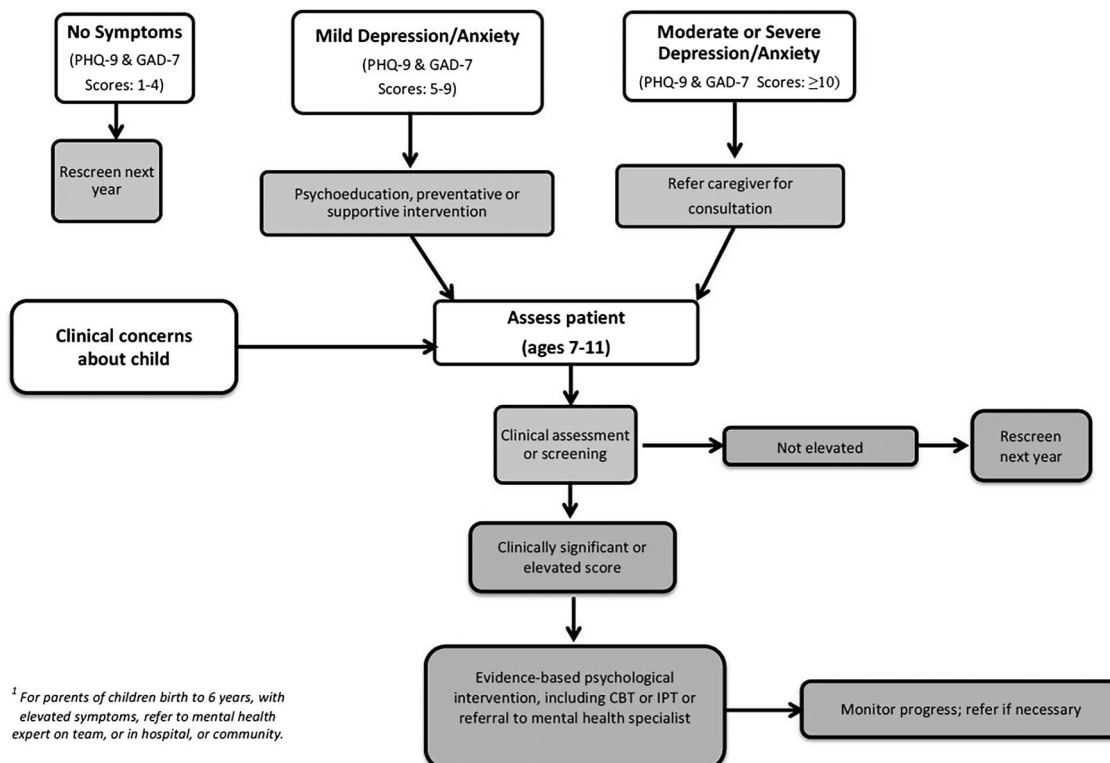 No Symptoms
(PHQ-9 & GAD-7
Scores: 1-4)
Mild Depression/Anxiety
(PHQ-9 & GAD-7
Scores: 5-9)
Moderate or Severe
Depression/Anxiety
(PHQ-9 & GAD-7 Scores: ≥10)
Rescreen next
year
Psychoeducation, preventative or
supportive intervention
Refer caregiver for
consultation
Clinical concerns
about child
Assess patient
(ages 7-11)
Clinical assessment
or screening
Not elevated
Rescreen
next year
Clinically significant or
elevated score
Evidence-based psychological
intervention, including CBT or IPT or
referral to mental health specialist
Monitor progress; refer if necessary
1 For parents of children birth to 6 years, with
elevated symptoms, refer to mental health
expert on team, or in hospital, or community.